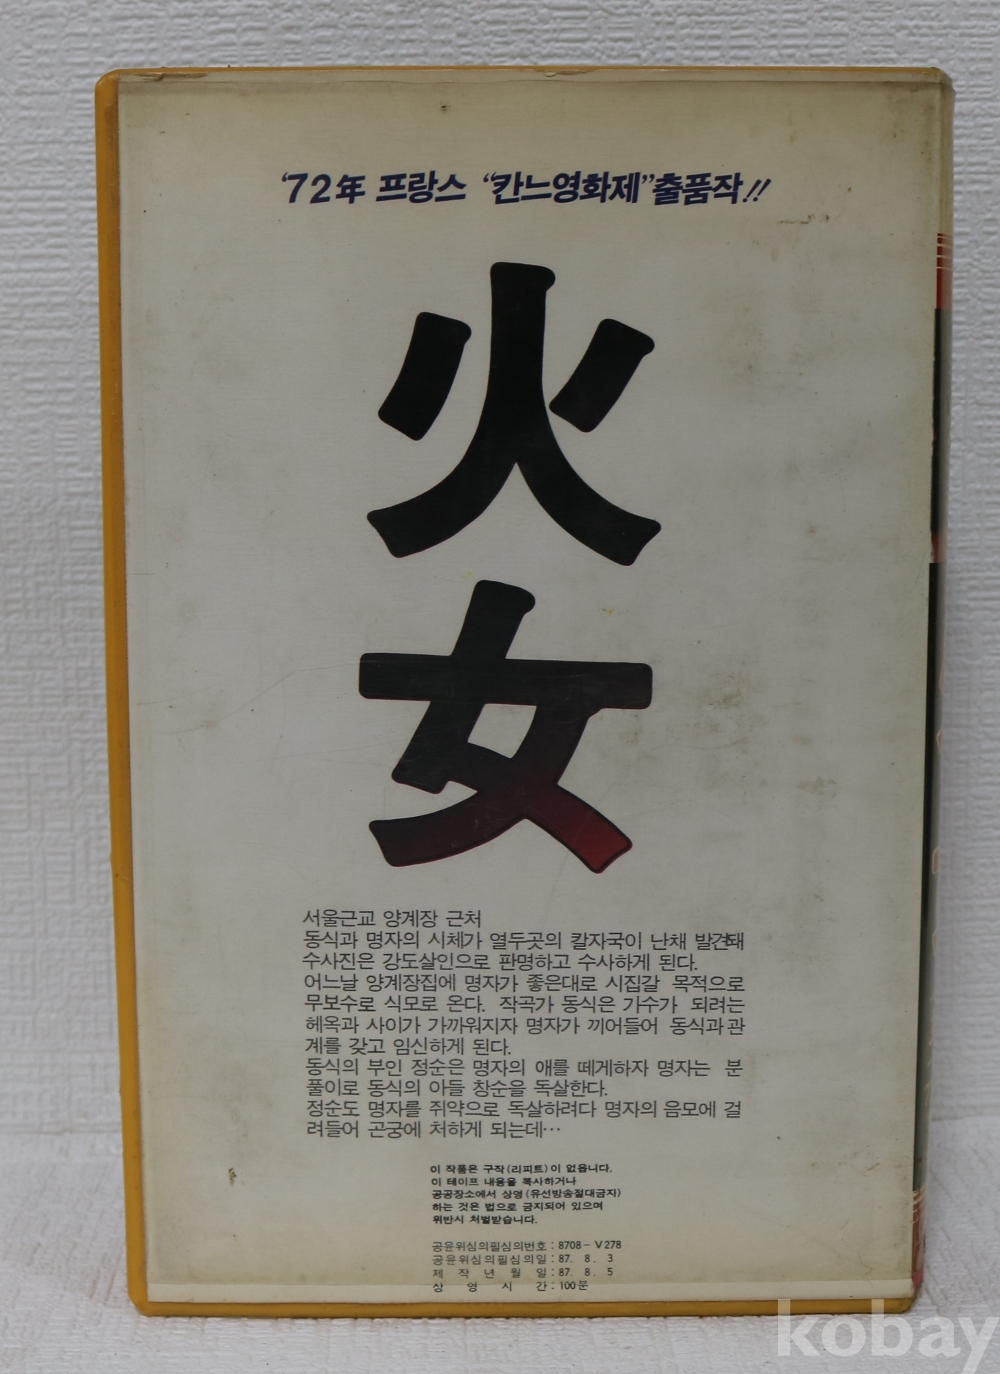 '72年 프랑스 “칸느영화제”출품작!!
火
女
서울근교 양계장 근처
동식과 명자의 시체가 열두곳의 칼자국이 난채 발견돼
수사진은 강도살인으로 판명하고 수사하게 된다.
어느날 양계장집에 명자가 좋은대로 시집갈 목적으로
무보수로 식모로 온다. 작곡가 동식은 가수가 되려는
혜옥과 사이가 가까워지자 명자가 끼어들어 동식과 관
계를 갖고 임신하게 된다.
동식의 부인 정순은 명자의 애를 떼게하자 명자는 분
풀이로 동식의 아들 창순을 독살한다.
정순도 명자를 쥐약으로 독살하려다 명자의 음모에 걸
려들어 곤궁에 처하게 되는데…
이 작품은 구작(리피트)이 없읍니다.
이 테이프 내용을 복사하거나
공공장소에서 상영(유선방송절대금지)
하는 것은 법으로 금지되어 있으며
위반시 처벌받습니다.
공윤위심의필심의번호 : 8708-V278
공윤위심의필심의일 : 87. 8. 3
제 작 년 월 일 : 87. 8. 5
상 영 시 간 : 100분
kobay